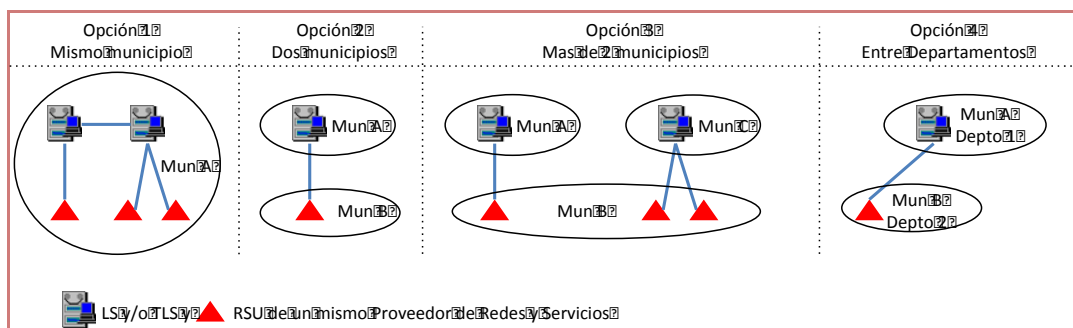 Opción 1
Mismo municipio
Opción 2
Dos municipios
Opción 3
Mas de 2 municipios
Opción 4
Entre Departamentos
Mun A
Mun A
Mun B
Mun A
Mun C
Mun B
Mun A
Depto 1
Mun B
Depto 2
LS y/o TLS y
RSU de un mismo Proveedor de Redes y Servicios